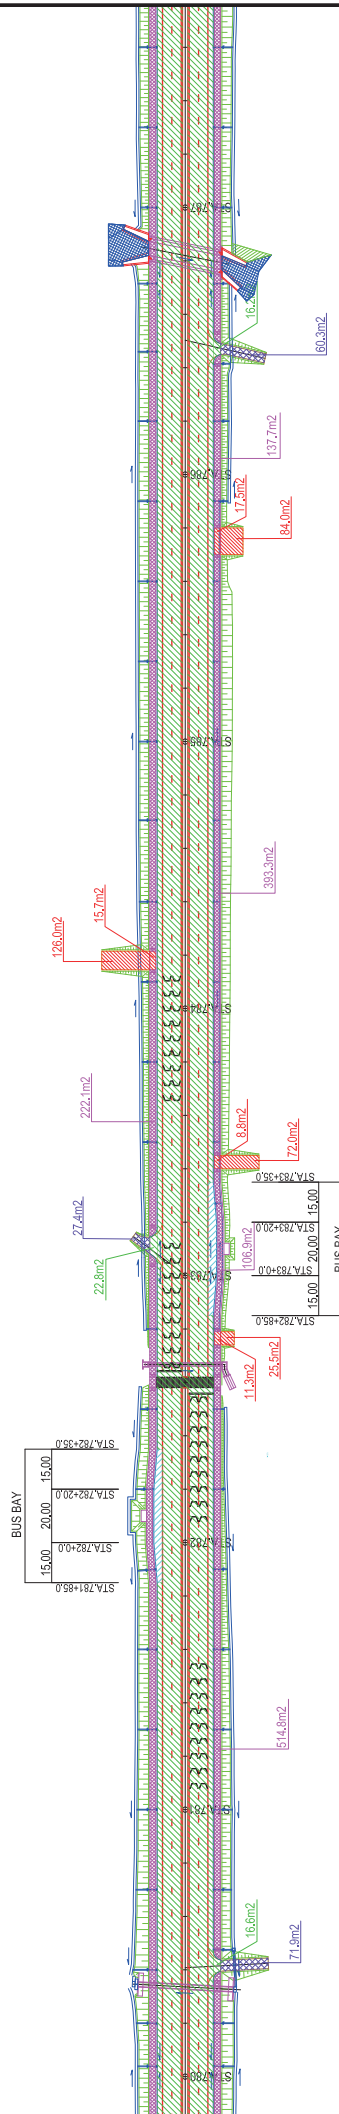 STA.787
16.2
60.3m2
137.7m2
STA.786
17.5m2
84.0m2
STA.785
393.3m2
15.7m2
126.0m2
STA.784
222.1m2
8.8m2
72.0m2
STA.783+35.0
15.00
STA.783+20.0
20.00
BUS BAY
STA.783+0.0
15.00
STA.782+85.0
27.4m2
22.8m2
106.9m2
STA.783
25.5m2
11.3m2
STA.782+35.0
15.00
STA.782+20.0
BUS BAY
20.00
STA.782+0.0
15.00
STA.781+85.0
STA.782
514.8m2
STA.781
16.6m2
71.9m2
STA.780